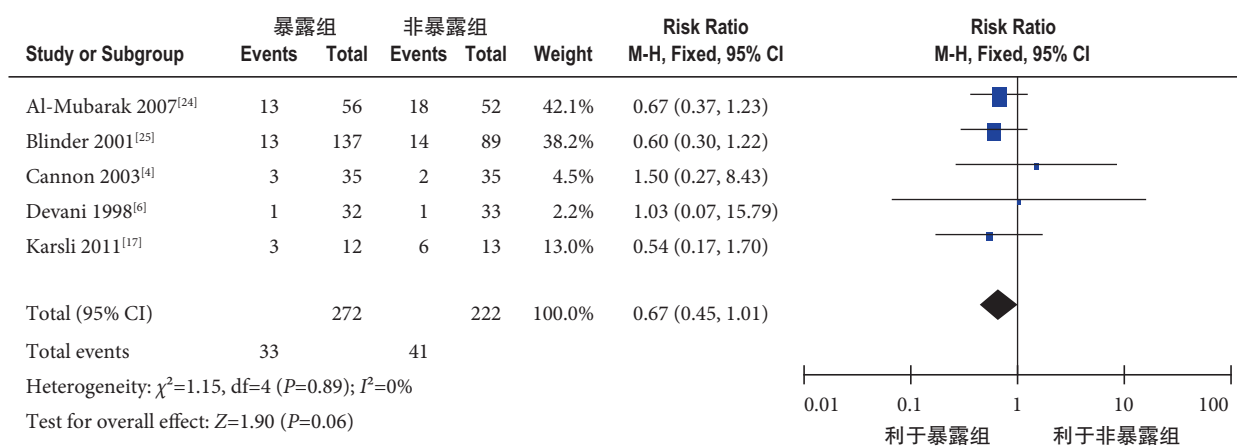 暴露组 非暴露组 Risk Ratio Risk Ratio
Study or Subgroup Events Total Events Total Weight M-H, Fixed, 95% CI M-H, Fixed, 95% CI
Al-Mubarak 2007[24] 13 56 18 52 42.1% 0.67 (0.37, 1.23)
Blinder 2001[25] 13 137 14 89 38.2% 0.60 (0.30, 1.22)
Cannon 2003[4] 3 35 2 35 4.5% 1.50 (0.27, 8.43)
Devani 1998[6] 1 32 1 33 2.2% 1.03 (0.07, 15.79)
Karsli 2011[17] 3 12 6 13 13.0% 0.54 (0.17, 1.70)
Total (95% CI) 272 222 100.0% 0.67 (0.45, 1.01)
Total events 33 41
Heterogeneity: χ²=1.15, df=4 (P=0.89); I²=0%
Test for overall effect: Z=1.90 (P=0.06)
0.01 0.1 1 10 100
利于暴露组 利于非暴露组